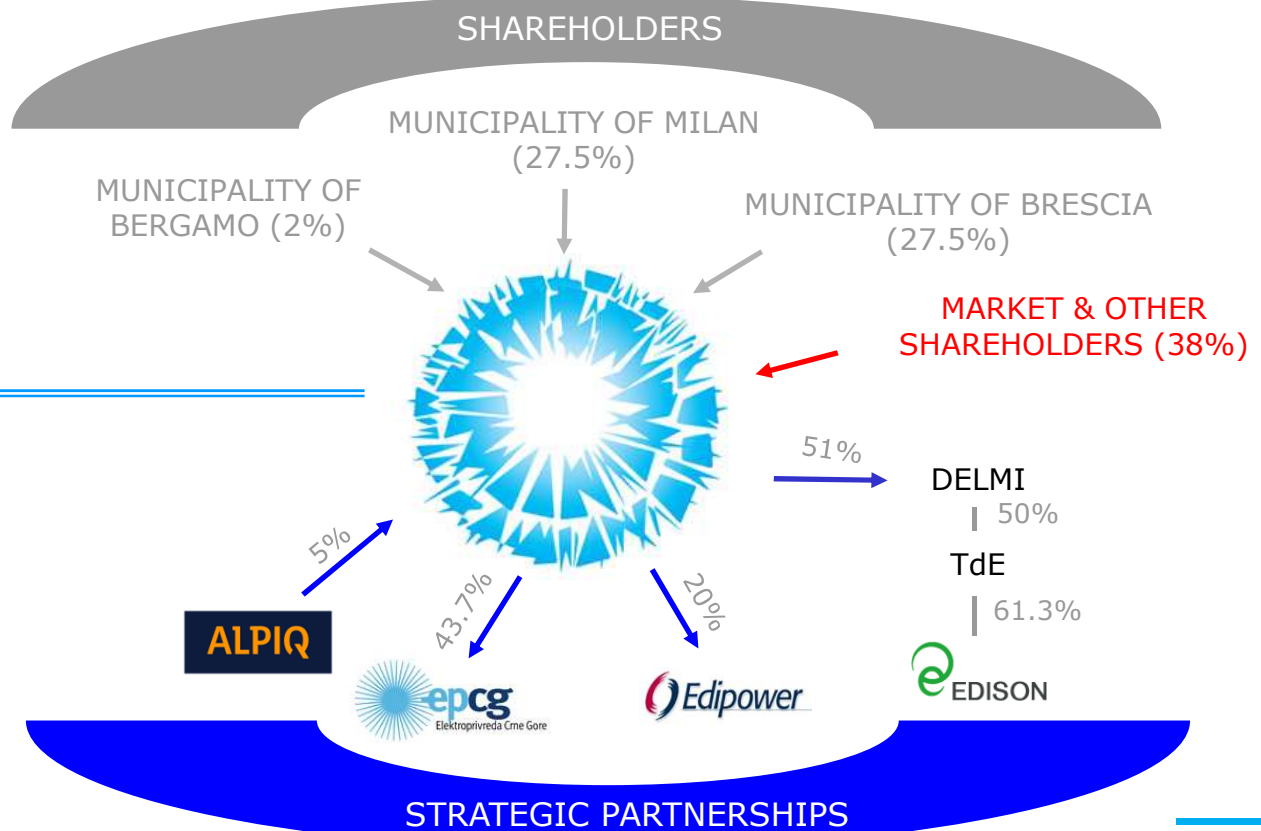 SHAREHOLDERS
MUNICIPALITY OF MILAN
(27.5%)
MUNICIPALITY OF
BERGAMO (2%)
MUNICIPALITY OF BRESCIA
(27.5%)
MARKET & OTHER
SHAREHOLDERS (38%)
51%
DELMI
50%
TdE
61.3%
EDISON
5%
ALPIQ
43.7%
epcg
Elektroprivreda Crne Gore
20%
Edipower
STRATEGIC PARTNERSHIPS